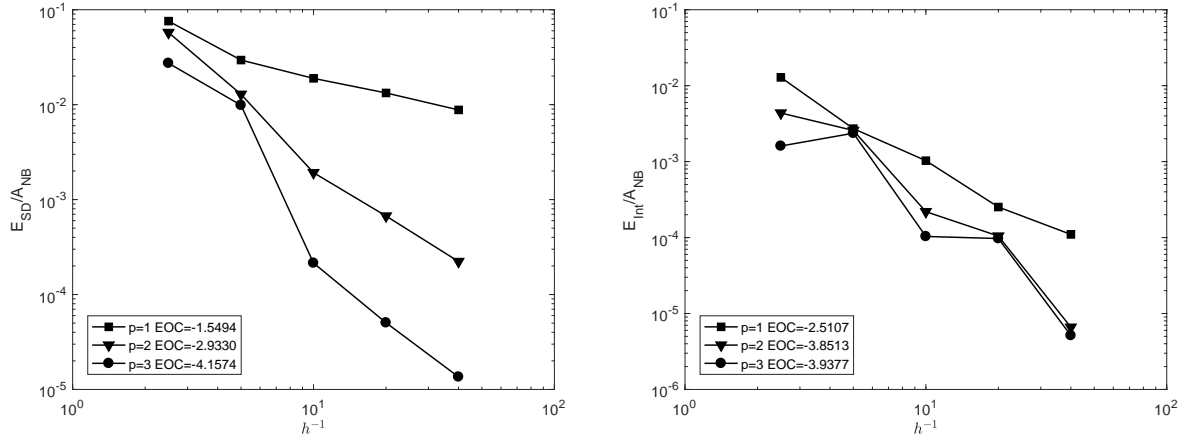 10^-1
10^-2
10^-3
10^-4
10^-5
E_SD/A_NB
p=1 EOC=-1.5494
p=2 EOC=-2.9330
p=3 EOC=-4.1574
10^0
10^1
10^2
h^-1
10^-1
10^-2
10^-3
10^-4
10^-5
10^-6
E_Int/A_NB
p=1 EOC=-2.5107
p=2 EOC=-3.8513
p=3 EOC=-3.9377
10^0
10^1
10^2
h^-1